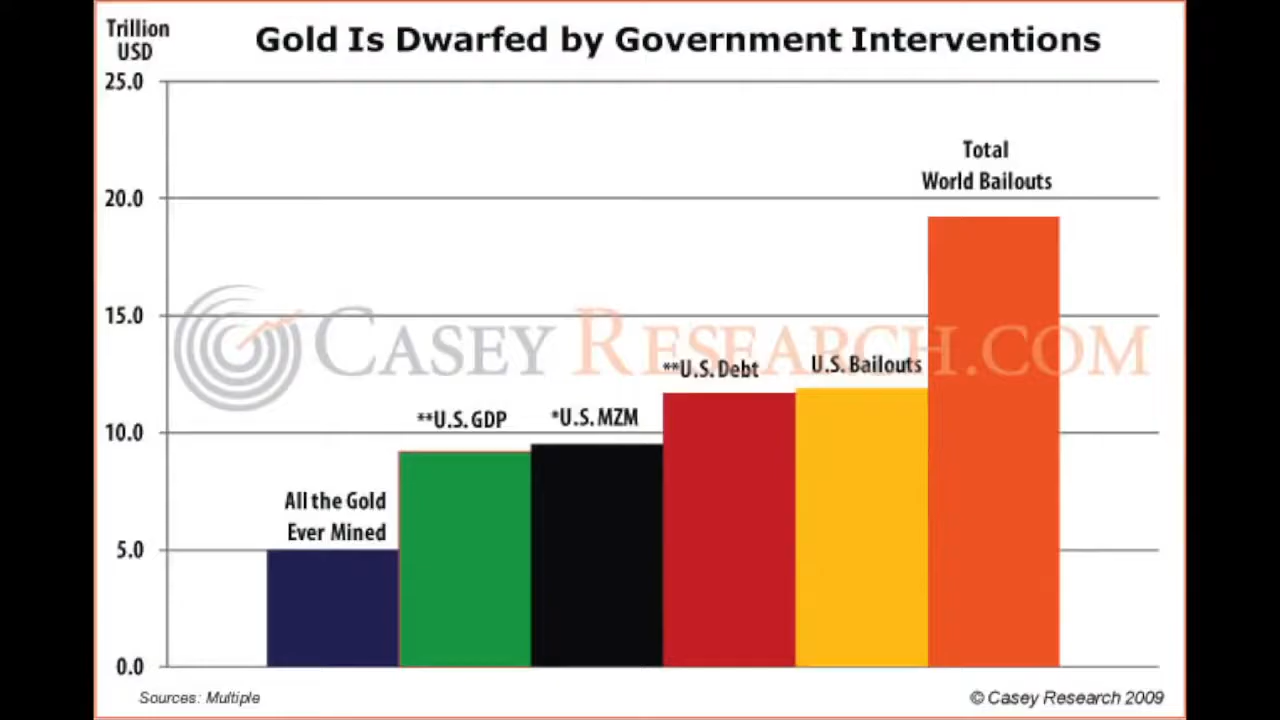 Trillion
USD
Gold Is Dwarfed by Government Interventions
25.0
20.0
15.0
10.0
5.0
0.0
Total
World Bailouts
CASEY RESEARCH.COM
**U.S. Debt
U.S. Bailouts
**U.S. GDP
*U.S. MZM
All the Gold
Ever Mined
Sources: Multiple
© Casey Research 2009